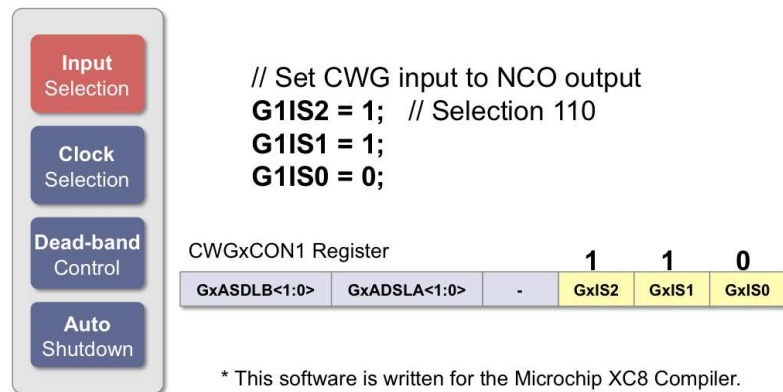 Input
Selection
Clock
Selection
Dead-band
Control
Auto
Shutdown
// Set CWG input to NCO output
G1IS2 = 1; // Selection 110
G1IS1 = 1;
G1IS0 = 0;
CWGxCON1 Register
1 1 0
GxASDLB<1:0> GxADSLA<1:0> - GxIS2 GxIS1 GxIS0
* This software is written for the Microchip XC8 Compiler.